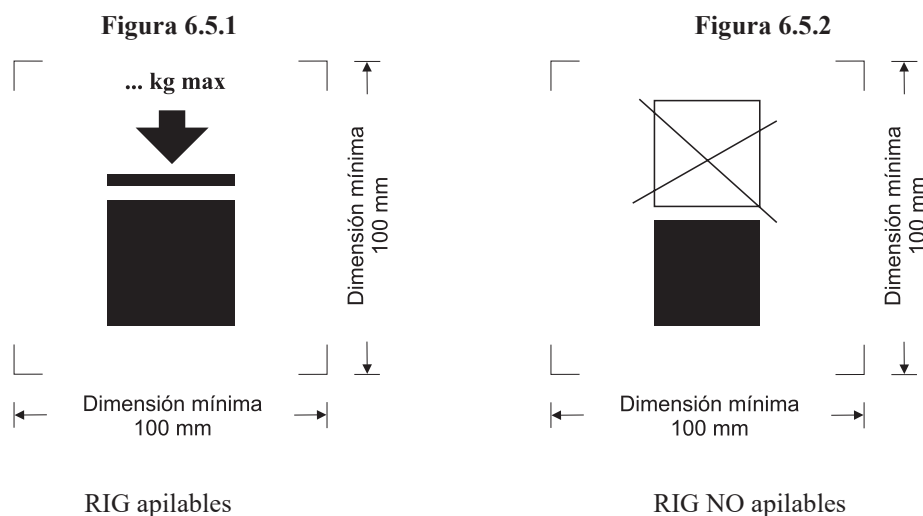 Figura 6.5.1
... kg max
Dimensión mínima
100 mm
Dimensión mínima
100 mm
RIG apilables
Figura 6.5.2
Dimensión mínima
100 mm
Dimensión mínima
100 mm
RIG NO apilables